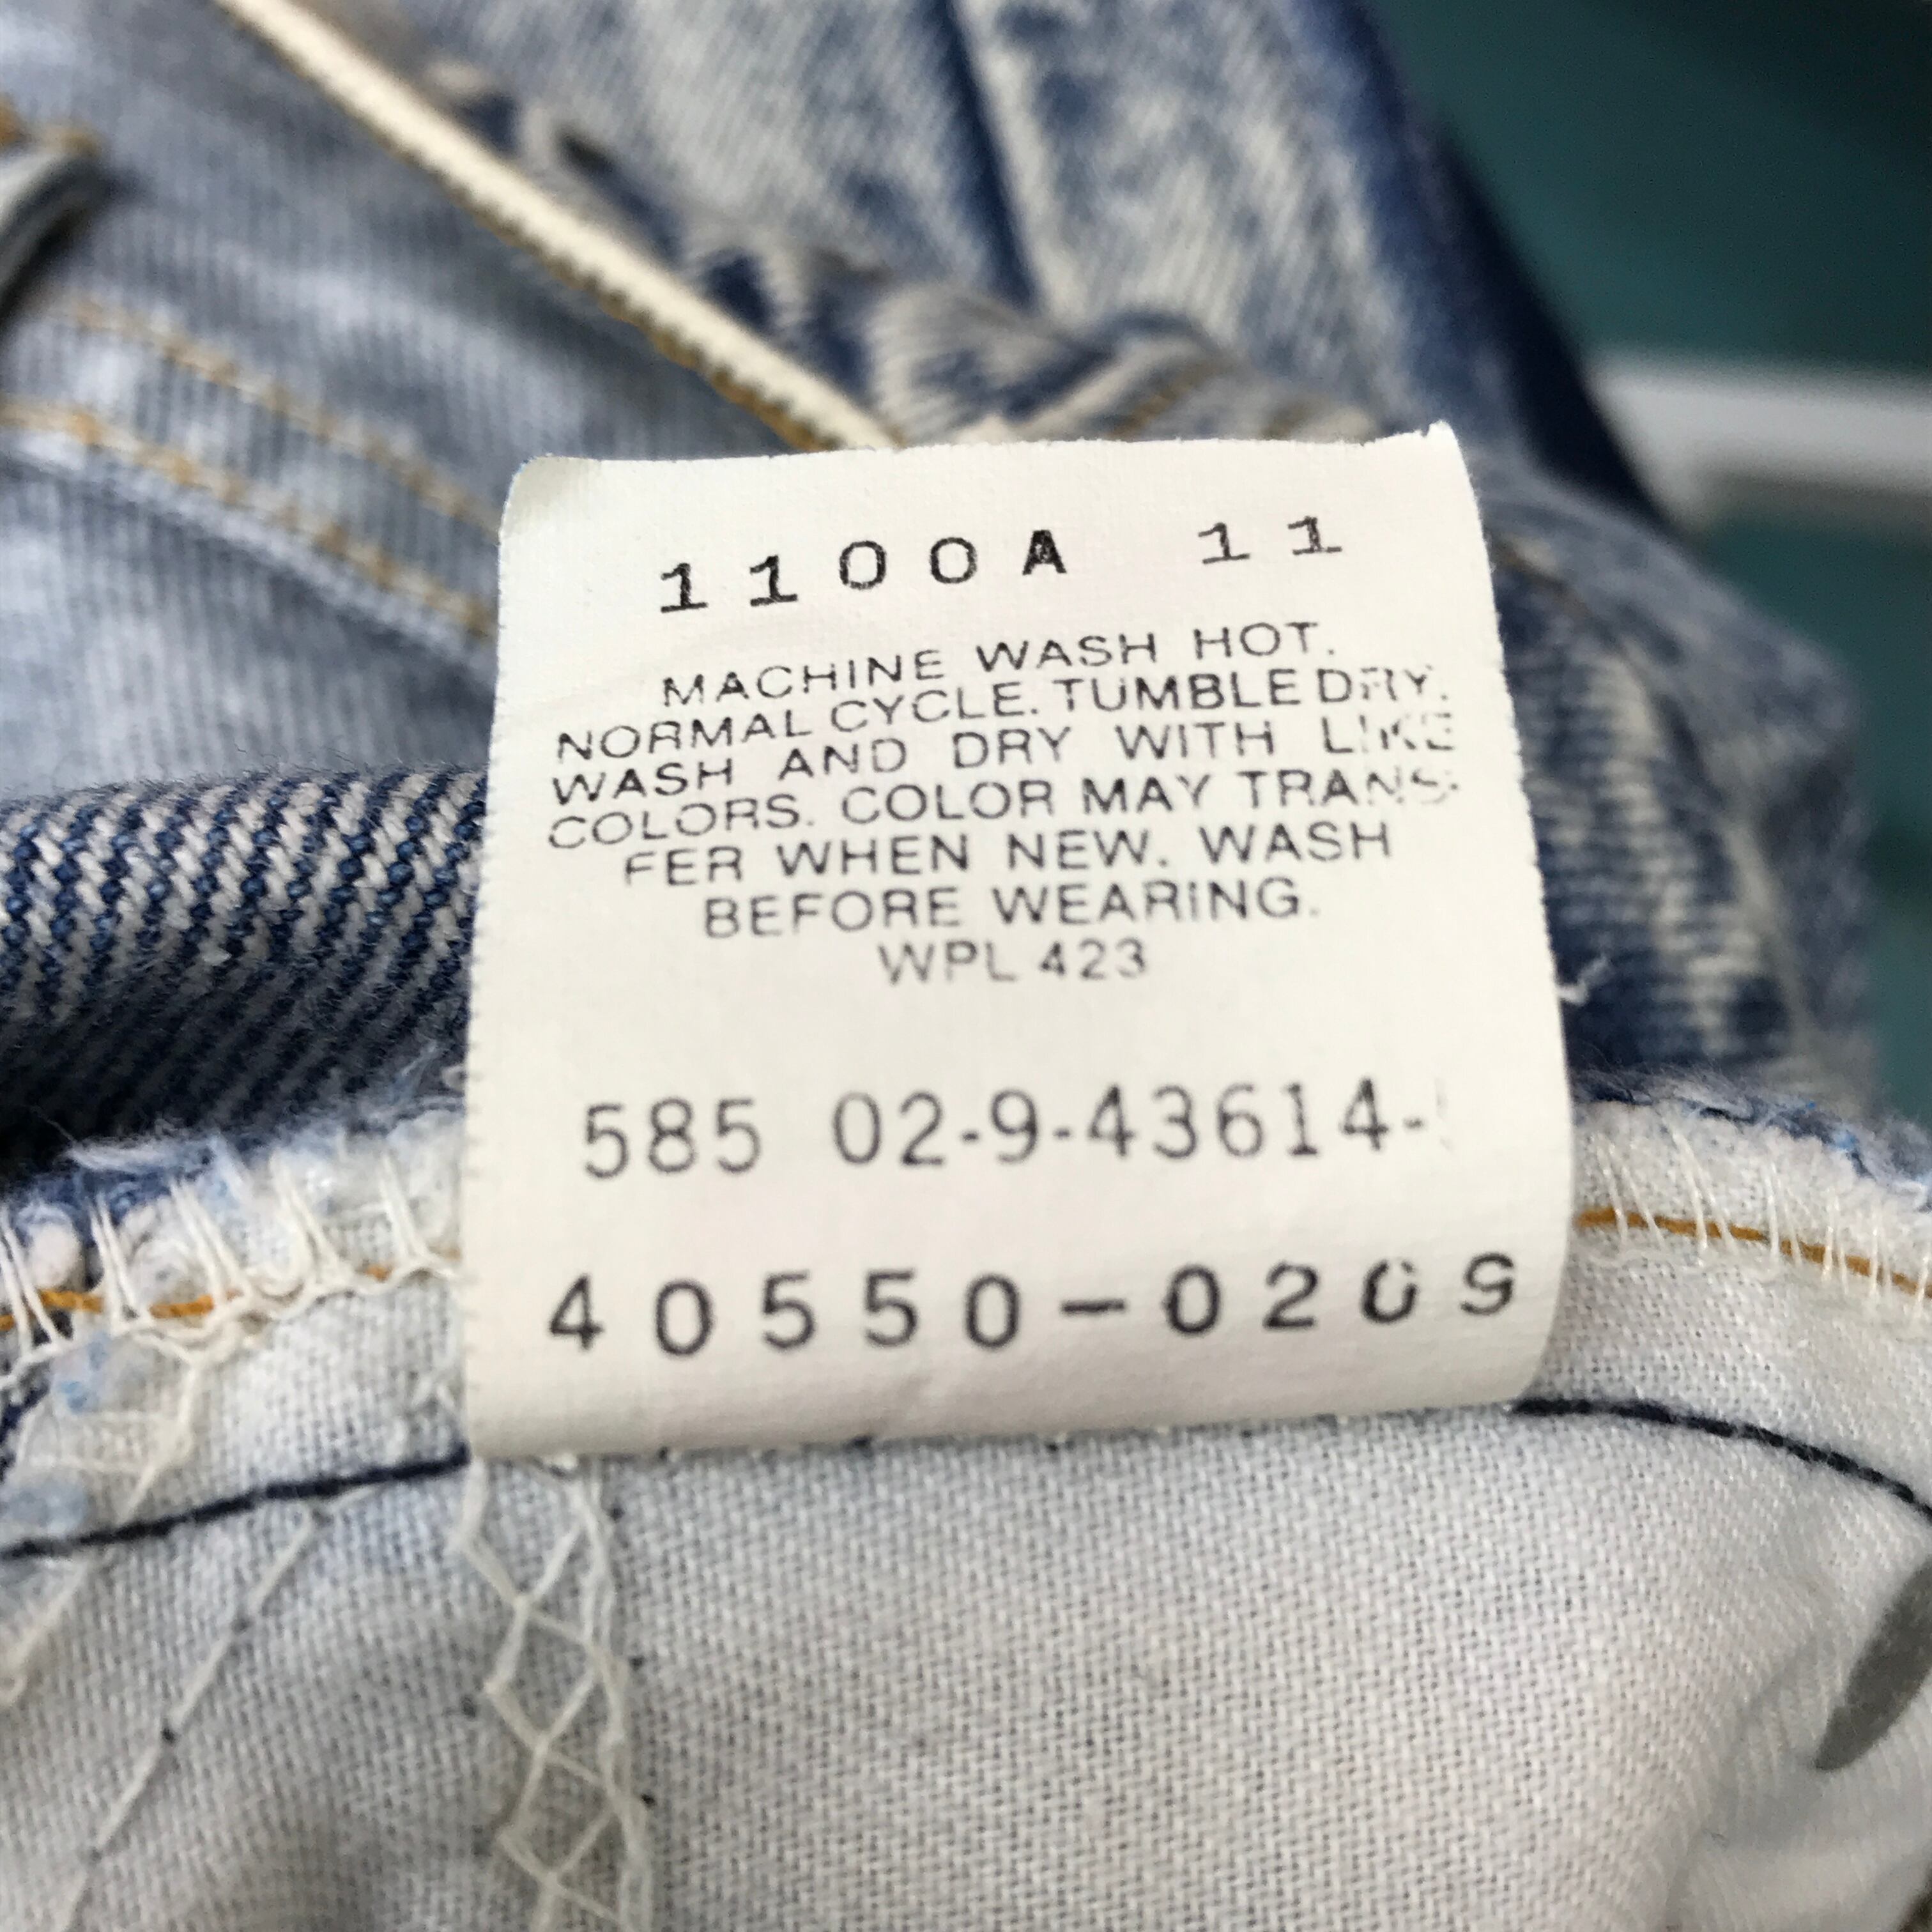 1100A 11
MACHINE WASH HOT.
NORMAL CYCLE. TUMBLE DRY.
WASH AND DRY WITH LIKE
COLORS. COLOR MAY TRANS-
FER WHEN NEW. WASH
BEFORE WEARING.
WPL 423
585 02-9-43614-
40550-0209